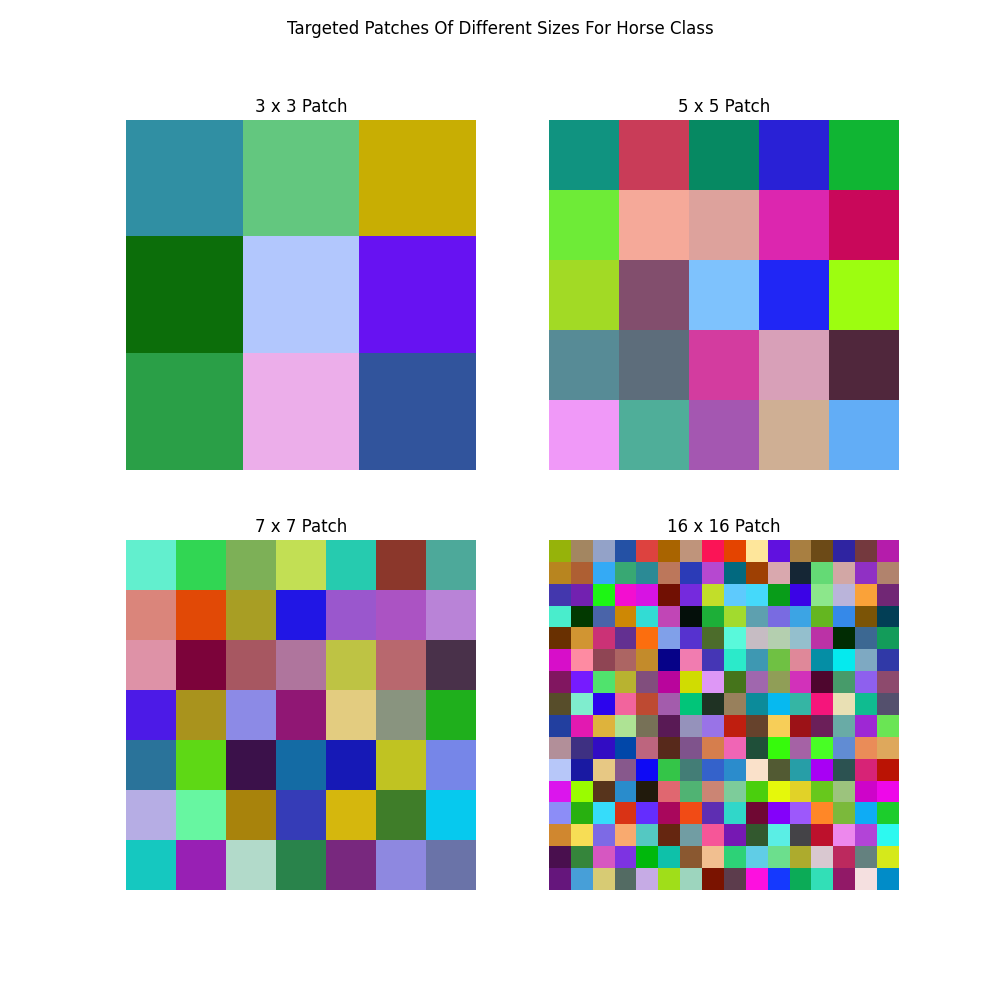 Targeted Patches Of Different Sizes For Horse Class
3 x 3 Patch
5 x 5 Patch
7 x 7 Patch
16 x 16 Patch